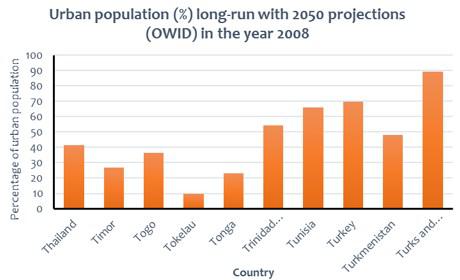 Urban population (%) long-run with 2050 projections
(OWID) in the year 2008
Percentage of urban population
100
90
80
70
60
50
40
30
20
10
0
Thailand
Timor
Togo
Tokelau
Tonga
Trinidad...
Tunisia
Turkey
Turkmenistan
Turks and...
Country